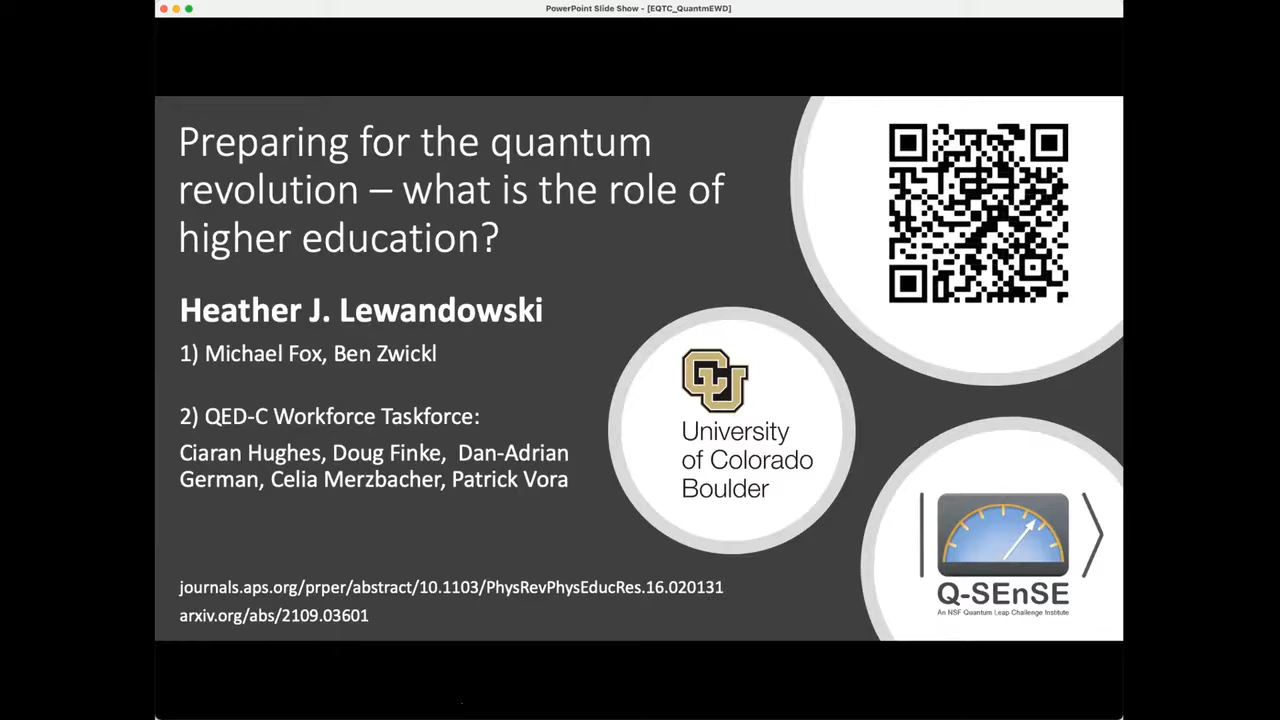 PowerPoint Slide Show - [EQTC_QuantmEWD]
Preparing for the quantum
revolution – what is the role of
higher education?
Heather J. Lewandowski
1) Michael Fox, Ben Zwickl
2) QED-C Workforce Taskforce:
Ciaran Hughes, Doug Finke, Dan-Adrian
German, Celia Merzbacher, Patrick Vora
journals.aps.org/prper/abstract/10.1103/PhysRevPhysEducRes.16.020131
arxiv.org/abs/2109.03601
CU
University
of Colorado
Boulder
Q-SEnSE
An NSF Quantum Leap Challenge Institute